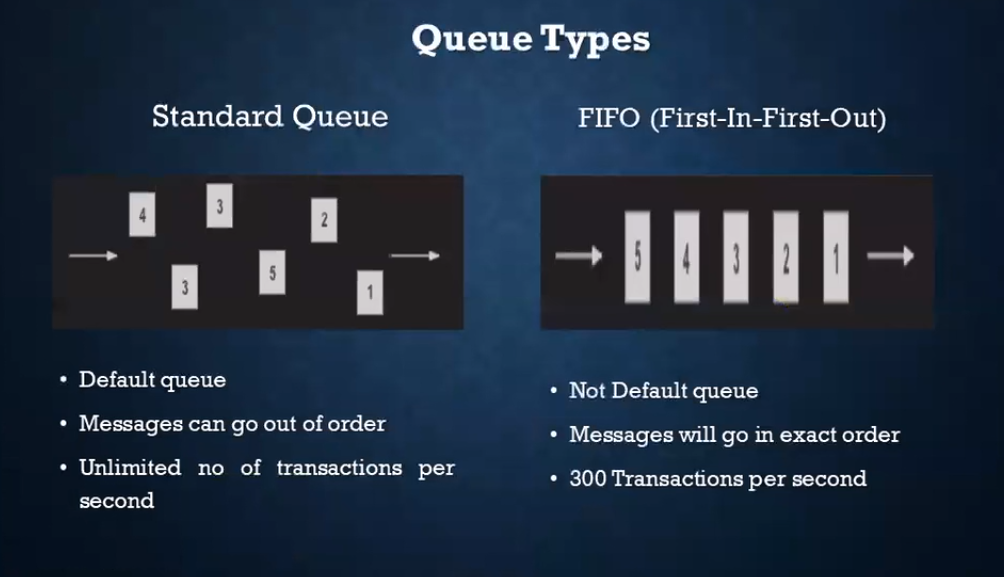 Queue Types
Standard Queue
4
3
2
3
5
1
• Default queue
• Messages can go out of order
• Unlimited no of transactions per
second
FIFO (First-In-First-Out)
5 4 3 2 1
• Not Default queue
• Messages will go in exact order
• 300 Transactions per second